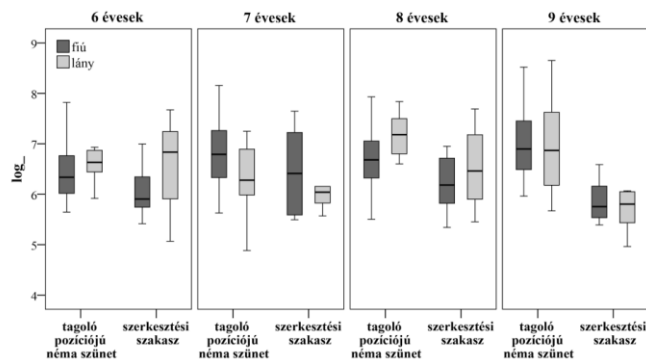 6 évesek 7 évesek 8 évesek 9 évesek
fiú
lány
log_
9
8
7
6
5
4
tagoló szerkesztési tagoló szerkesztési tagoló szerkesztési tagoló szerkesztési
pozíciójú szakasz pozíciójú szakasz pozíciójú szakasz pozíciójú szakasz
néma szünet néma szünet néma szünet néma szünet